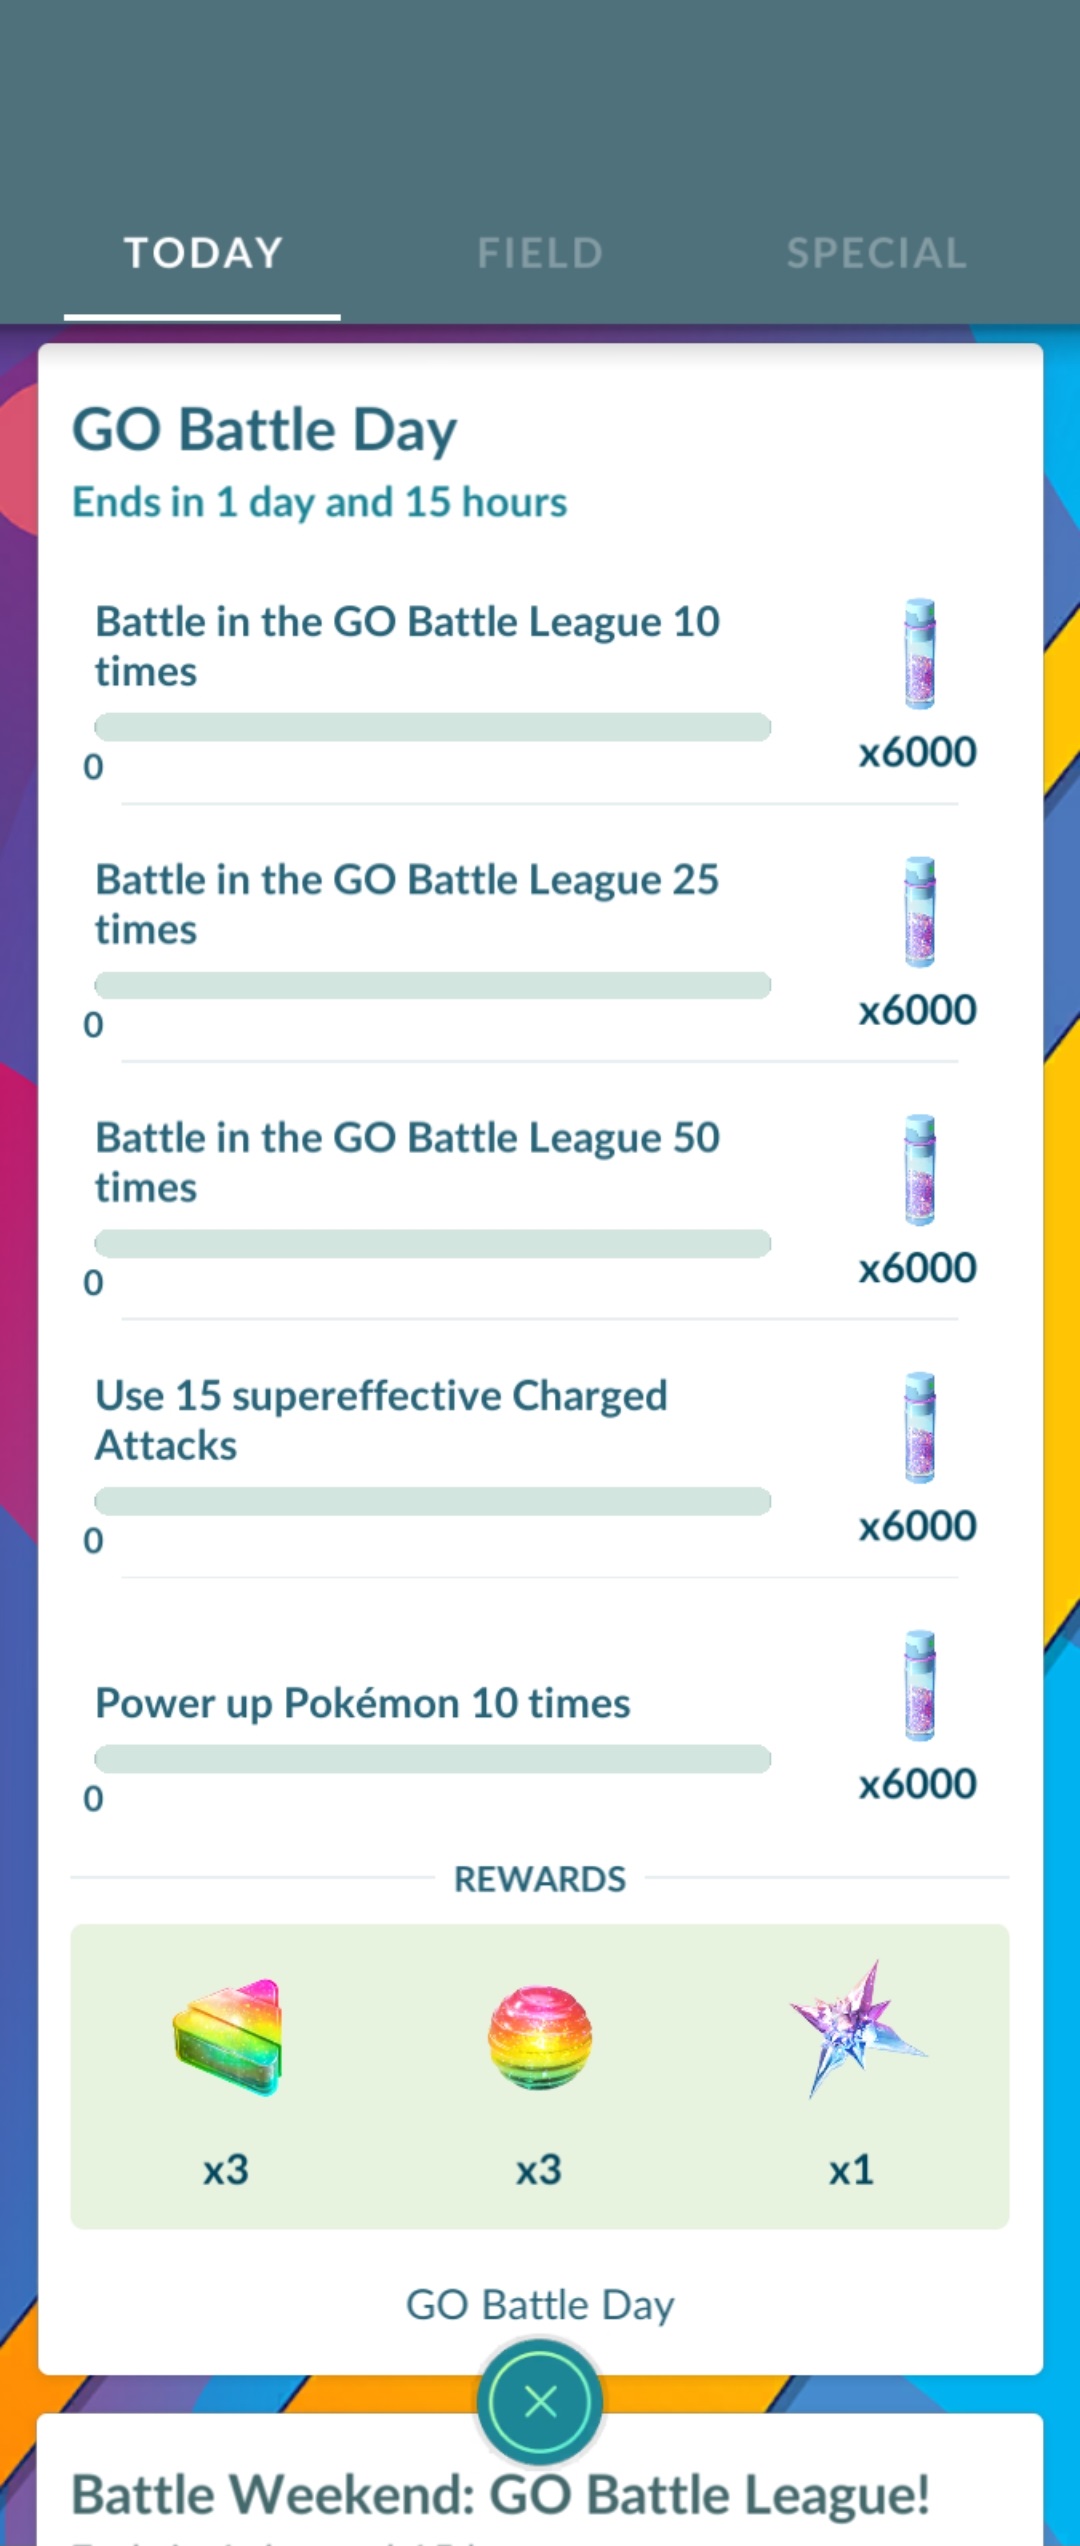 TODAY
FIELD
SPECIAL
GO Battle Day
Ends in 1 day and 15 hours
Battle in the GO Battle League 10
times
0
x6000
Battle in the GO Battle League 25
times
0
x6000
Battle in the GO Battle League 50
times
0
x6000
Use 15 supereffective Charged
Attacks
0
x6000
Power up Pokémon 10 times
0
x6000
REWARDS
x3
x3
x1
GO Battle Day
Battle Weekend: GO Battle League!